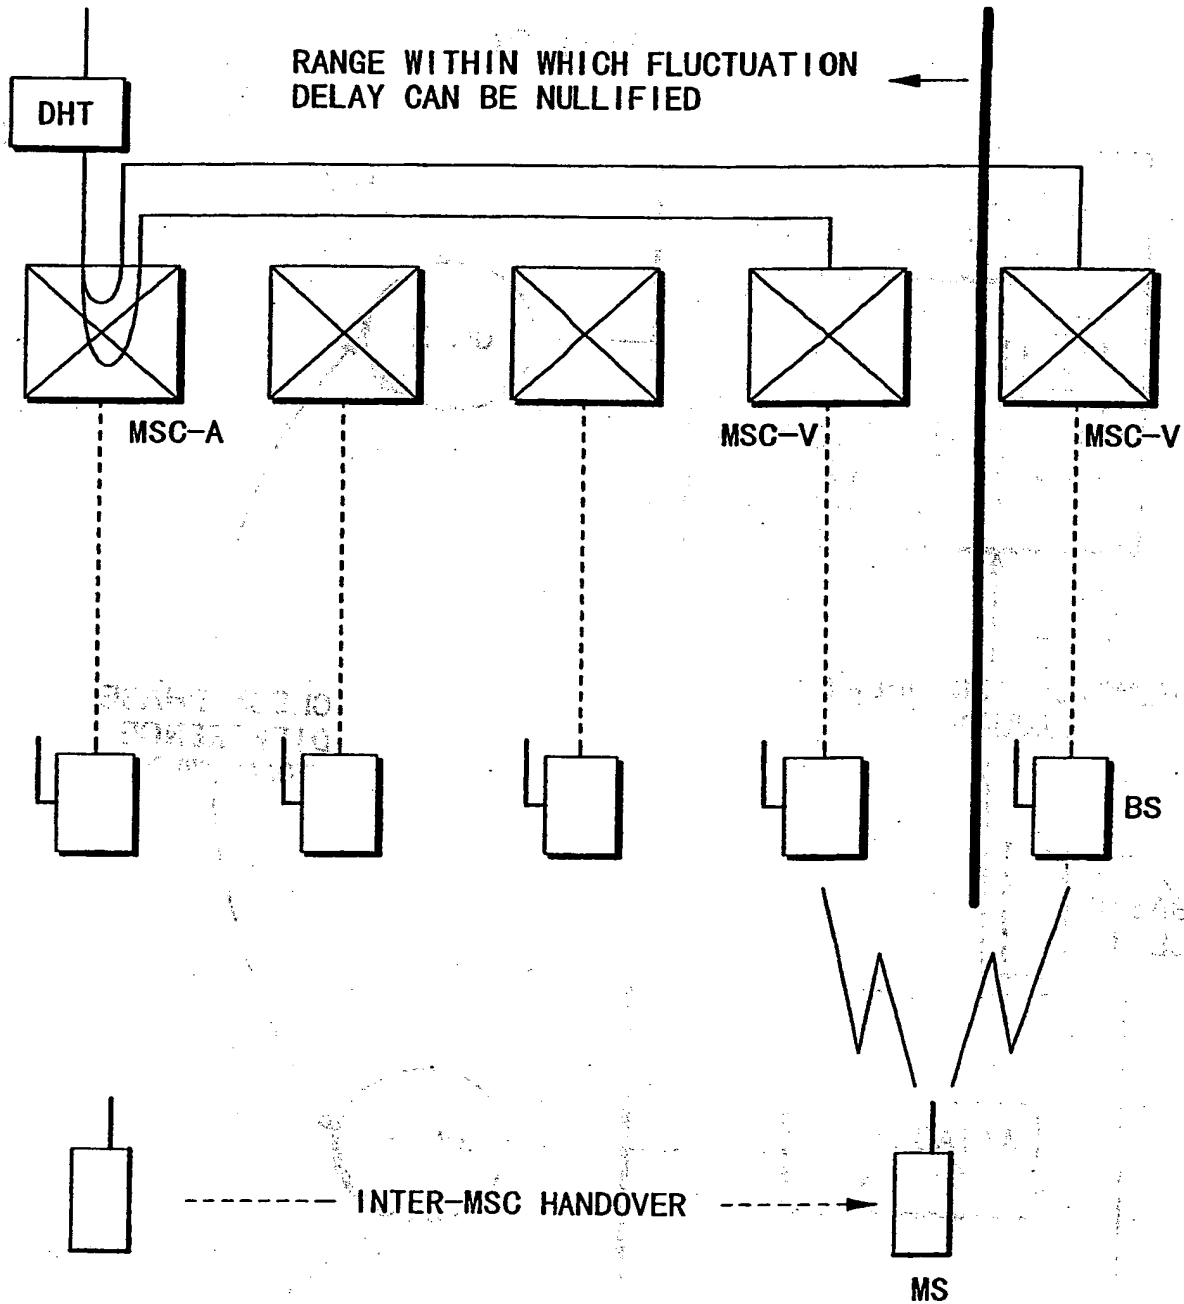 RANGE WITHIN WHICH FLUCTUATION
DELAY CAN BE NULLIFIED
DHT
MSC-A
MSC-V
MSC-V
BS
INTER-MSC HANDOVER
MS